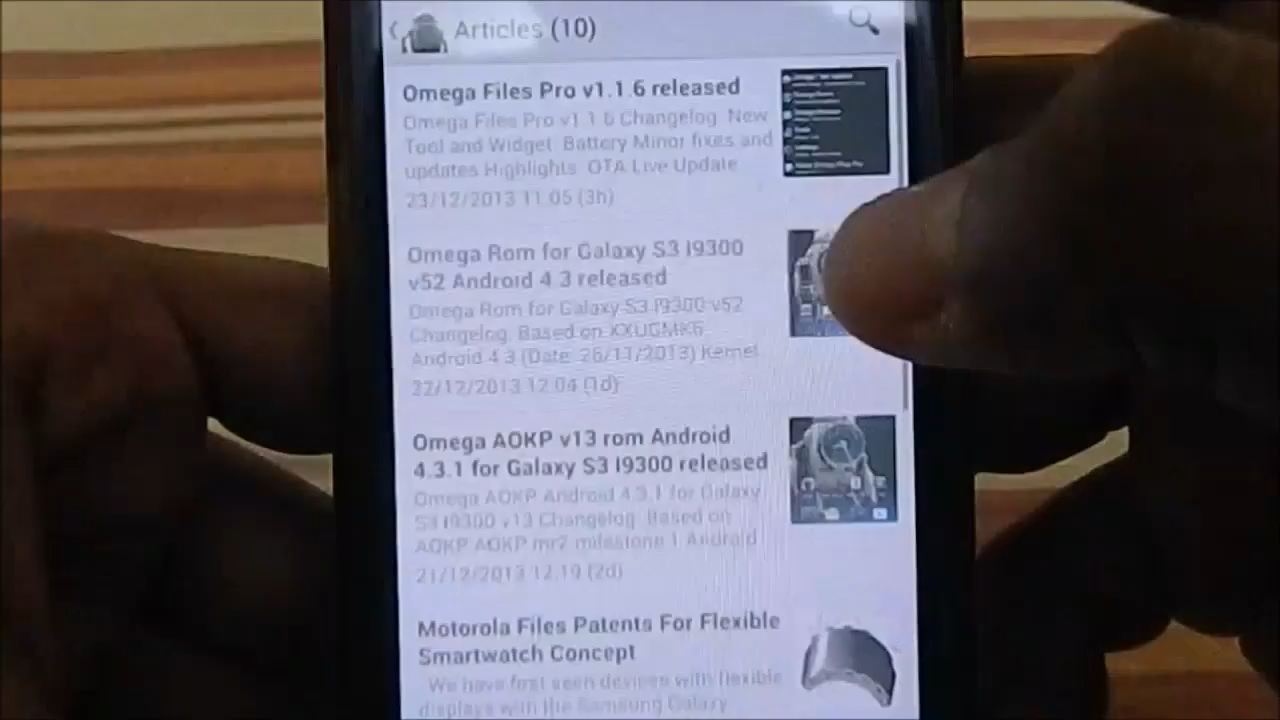 Articles (10)
Omega Files Pro v1.1.6 released
Omega Files Pro v1.1.6 Changelog: New
Tool and Widget: Battery Minor fixes and
updates Highlights: OTA Live Update
23/12/2013 11:05 (3h)
Omega Rom for Galaxy S3 I9300
v52 Android 4.3 released
Omega Rom for Galaxy S3 I9300 v52
Changelog: Based on XXUGMK6
Android 4.3 (Date: 26/11/2013) Kernel
22/12/2013 12:04 (1d)
Omega AOKP v13 rom Android
4.3.1 for Galaxy S3 I9300 released
Omega AOKP Android 4.3.1 for Galaxy
S3 I9300 v13 Changelog: Based on
AOKP AOKP mr2 milestone 1 Android
21/12/2013 12:19 (2d)
Motorola Files Patents For Flexible
Smartwatch Concept
We have first seen devices with flexible
displays with the Samsung Galaxy